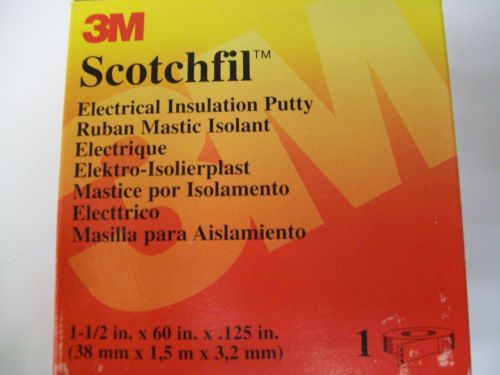 3M
Scotchfil™
Electrical Insulation Putty
Ruban Mastic Isolant
Electrique
Elektro-Isolierplast
Mastice por Isolamento
Electtrico
Masilla para Aislamiento
1-1/2 in. x 60 in. x .125 in.
(38 mm x 1,5 m x 3,2 mm)
1
3M